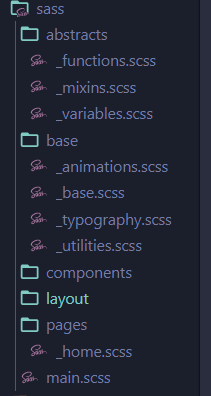 sass
abstracts
_functions.scss
_mixins.scss
_variables.scss
base
_animations.scss
_base.scss
_typography.scss
_utilities.scss
components
layout
pages
_home.scss
main.scss